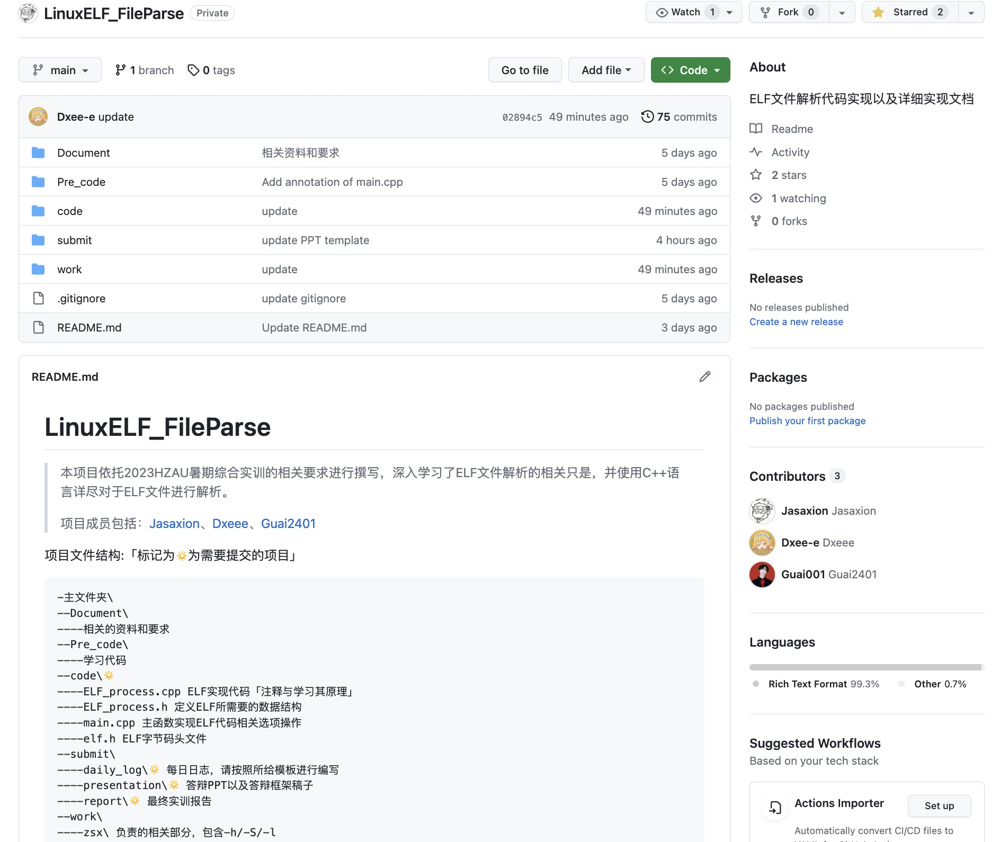 LinuxELF_FileParse Private
Watch 1
Fork 0
Starred 2
main
1 branch
0 tags
Go to file
Add file
Code
Dxee-e update
02894c5 49 minutes ago 75 commits
Document 相关资料和要求 5 days ago
Pre_code Add annotation of main.cpp 5 days ago
code update 49 minutes ago
submit update PPT template 4 hours ago
work update 49 minutes ago
.gitignore update gitignore 5 days ago
README.md Update README.md 3 days ago
README.md
LinuxELF_FileParse
本项目依托2023HZAU暑期综合实训的相关要求进行撰写，深入学习了ELF文件解析的相关只是，并使用C++语
言详尽对于ELF文件进行解析。
项目成员包括：Jasaxion、Dxeee、Guai2401
项目文件结构:「标记为🔅为需要提交的项目」
-主文件夹\
--Document\
----相关的资料和要求
--Pre_code\
----学习代码
--code\🔅
----ELF_process.cpp ELF实现代码「注释与学习其原理」
----ELF_process.h 定义ELF所需要的数据结构
----main.cpp 主函数实现ELF代码相关选项操作
----elf.h ELF字节码头文件
--submit\
----daily_log\🔅 每日日志，请按照所给模板进行编写
----presentation\🔅 答辩PPT以及答辩框架稿子
----report\🔅 最终实训报告
--work\
----zsx\ 负责的相关部分，包含-h/-S/-l
About
ELF文件解析代码实现以及详细实现文档
Readme
Activity
2 stars
1 watching
0 forks
Releases
No releases published
Create a new release
Packages
No packages published
Publish your first package
Contributors 3
Jasaxion Jasaxion
Dxee-e Dxeee
Guai001 Guai2401
Languages
Rich Text Format 99.3%
Other 0.7%
Suggested Workflows
Based on your tech stack
Actions Importer
Set up
Automatically convert CI/CD files to